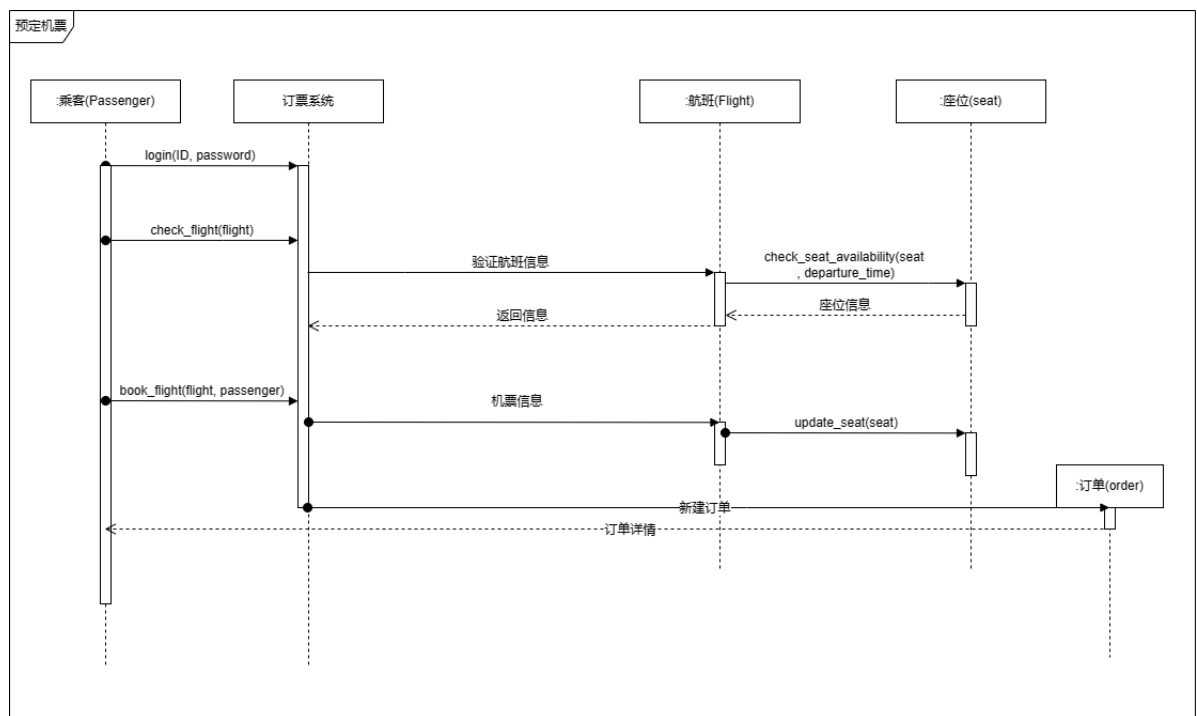 预定机票
:乘客(Passenger)
订票系统
:航班(Flight)
:座位(seat)
login(ID, password)
check_flight(flight)
验证航班信息
check_seat_availability(seat
, departure_time)
座位信息
返回信息
book_flight(flight, passenger)
机票信息
update_seat(seat)
:订单(order)
新建订单
订单详情